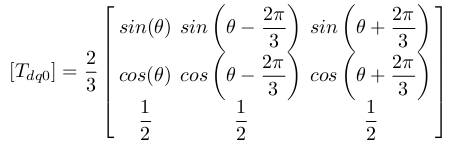 [T_{dq0}] = \frac{2}{3} \begin{bmatrix} sin(\theta) & sin\left(\theta - \frac{2\pi}{3}\right) & sin\left(\theta + \frac{2\pi}{3}\right) \\ cos(\theta) & cos\left(\theta - \frac{2\pi}{3}\right) & cos\left(\theta + \frac{2\pi}{3}\right) \\ \frac{1}{2} & \frac{1}{2} & \frac{1}{2} \end{bmatrix}